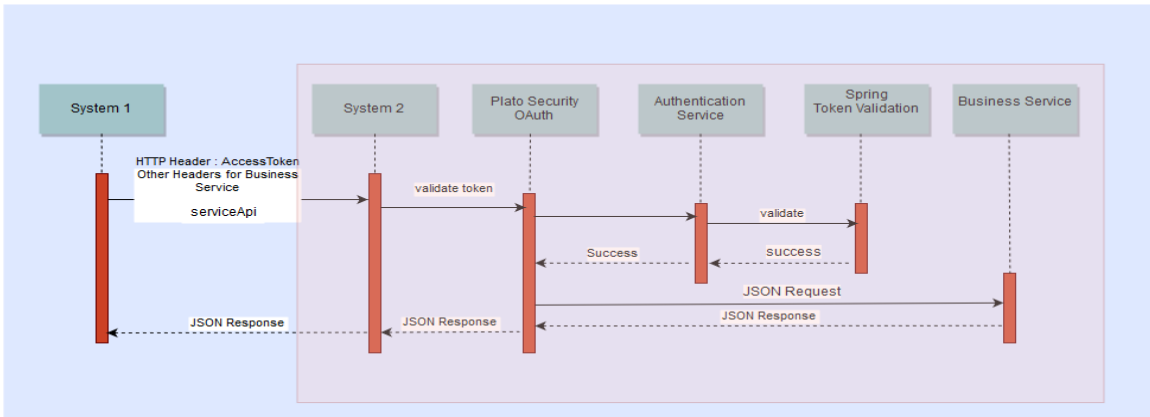 System 1
System 2
Plato Security
OAuth
Authentication
Service
Spring
Token Validation
Business Service
HTTP Header : AccessToken
Other Headers for Business
Service
serviceApi
validate token
validate
Success
success
JSON Request
JSON Response
JSON Response
JSON Response